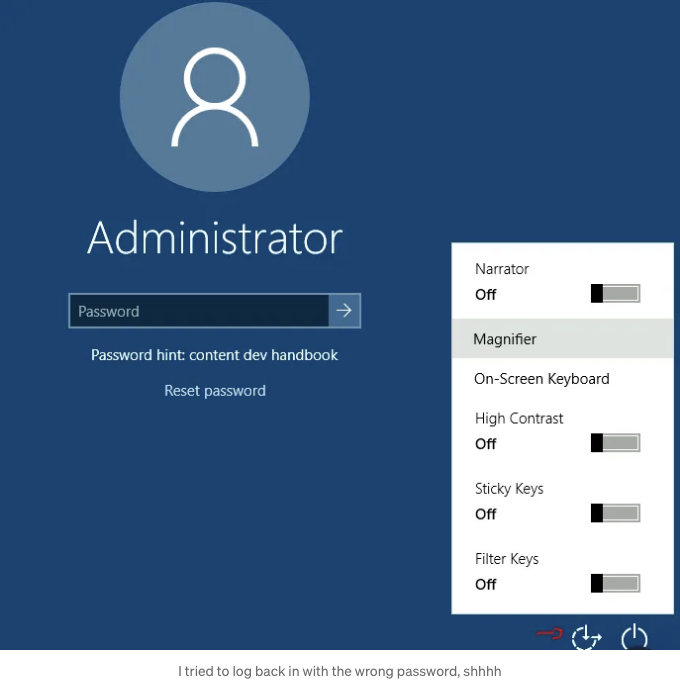 Administrator
Password
Password hint: content dev handbook
Reset password
Narrator
Off
Magnifier
On-Screen Keyboard
High Contrast
Off
Sticky Keys
Off
Filter Keys
Off
I tried to log back in with the wrong password, shhhh